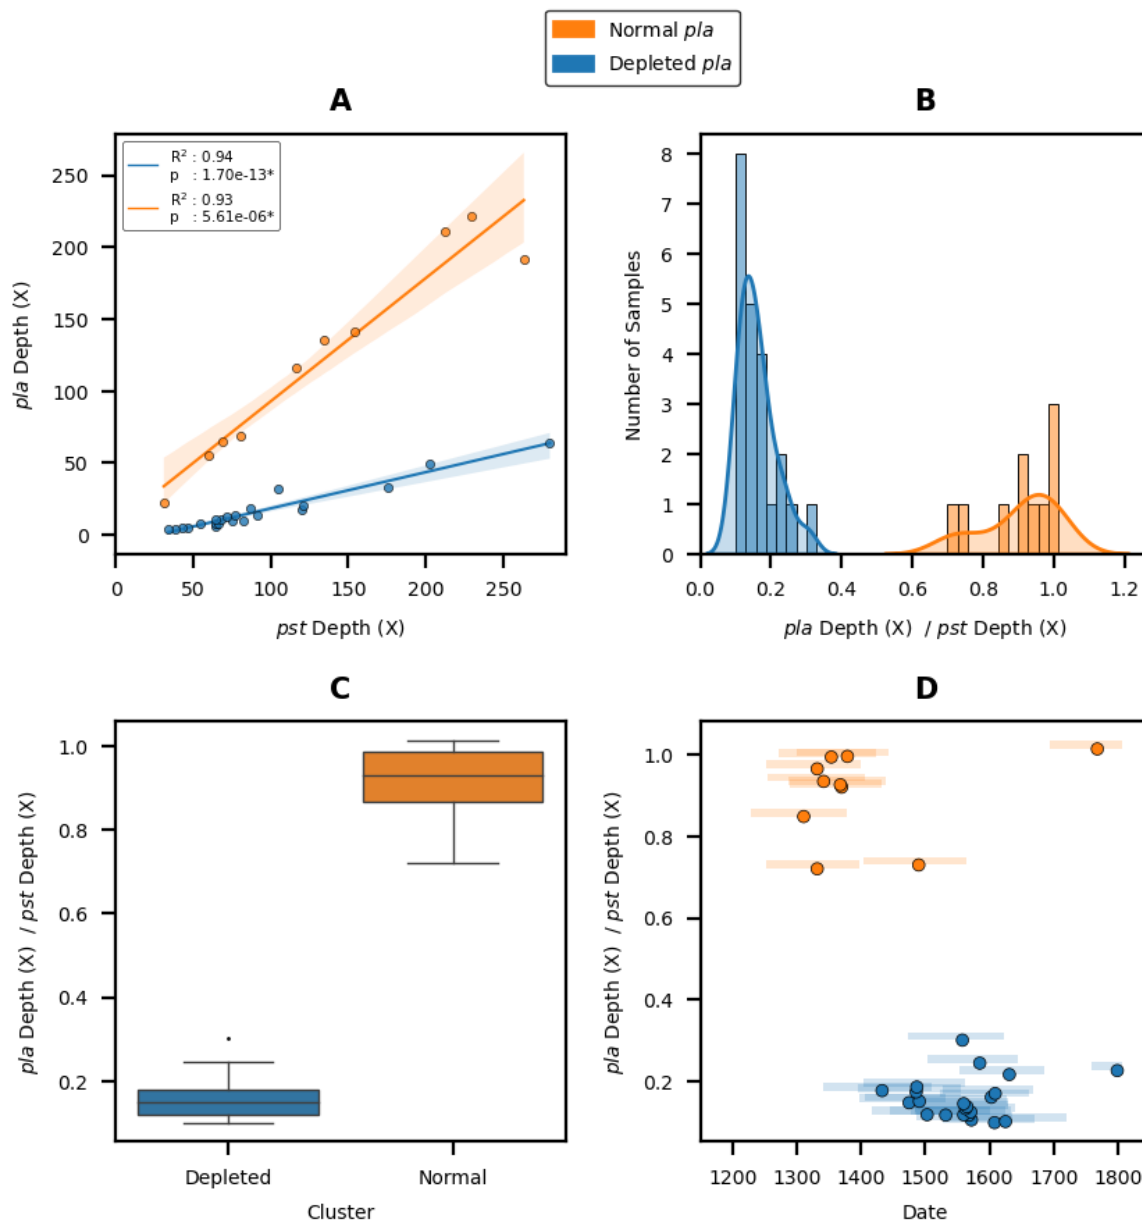 Normal pla
Depleted pla
A
R² : 0.94
p : 1.70e-13*
R² : 0.93
p : 5.61e-06*
250
200
150
100
50
0
pla Depth (X)
0 50 100 150 200 250
pst Depth (X)
B
8
7
6
5
4
3
2
1
0
Number of Samples
0.0 0.2 0.4 0.6 0.8 1.0 1.2
pla Depth (X) / pst Depth (X)
C
1.0
0.8
0.6
0.4
0.2
pla Depth (X) / pst Depth (X)
Depleted Normal
Cluster
D
1.0
0.8
0.6
0.4
0.2
pla Depth (X) / pst Depth (X)
1200 1300 1400 1500 1600 1700 1800
Date